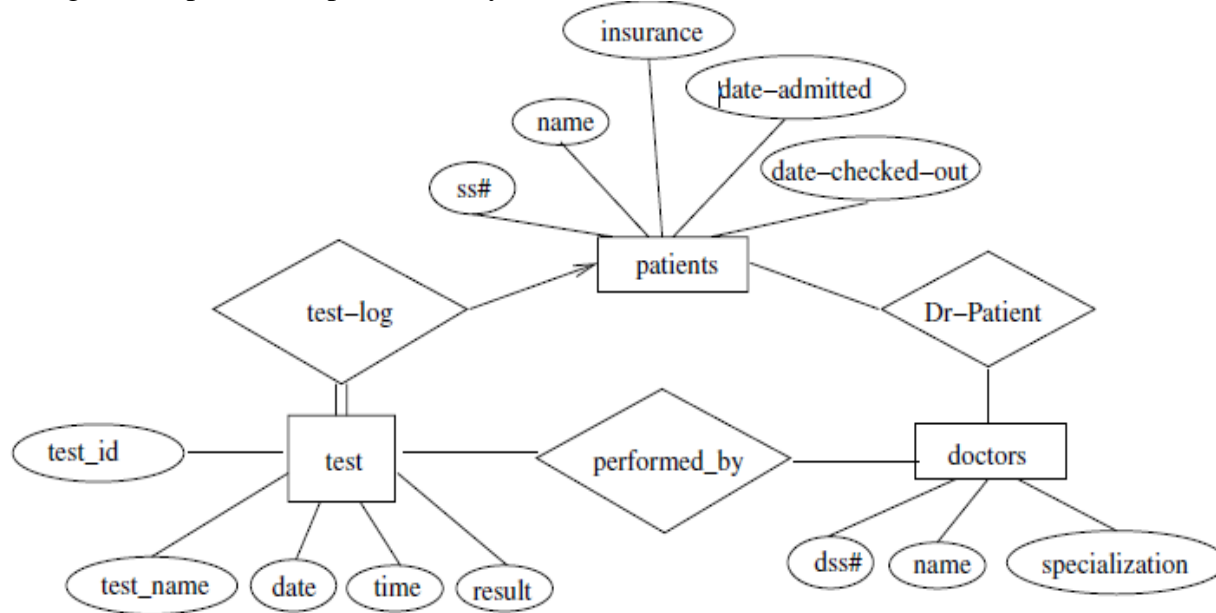 insurance
date-admitted
name
date-checked-out
ss#
patients
test-log
Dr-Patient
test_id
test
performed_by
doctors
test_name
date
time
result
dss#
name
specialization